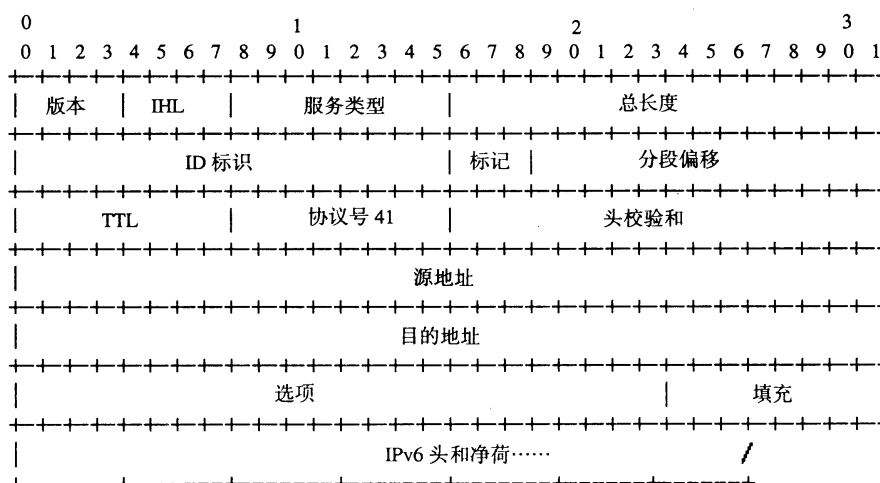 0 1 2 3
0 1 2 3 4 5 6 7 8 9 0 1 2 3 4 5 6 7 8 9 0 1 2 3 4 5 6 7 8 9 0 1
版本 IHL 服务类型 总长度
ID 标识 标记 分段偏移
TTL 协议号 41 头校验和
源地址
目的地址
选项 填充
IPv6 头和净荷……